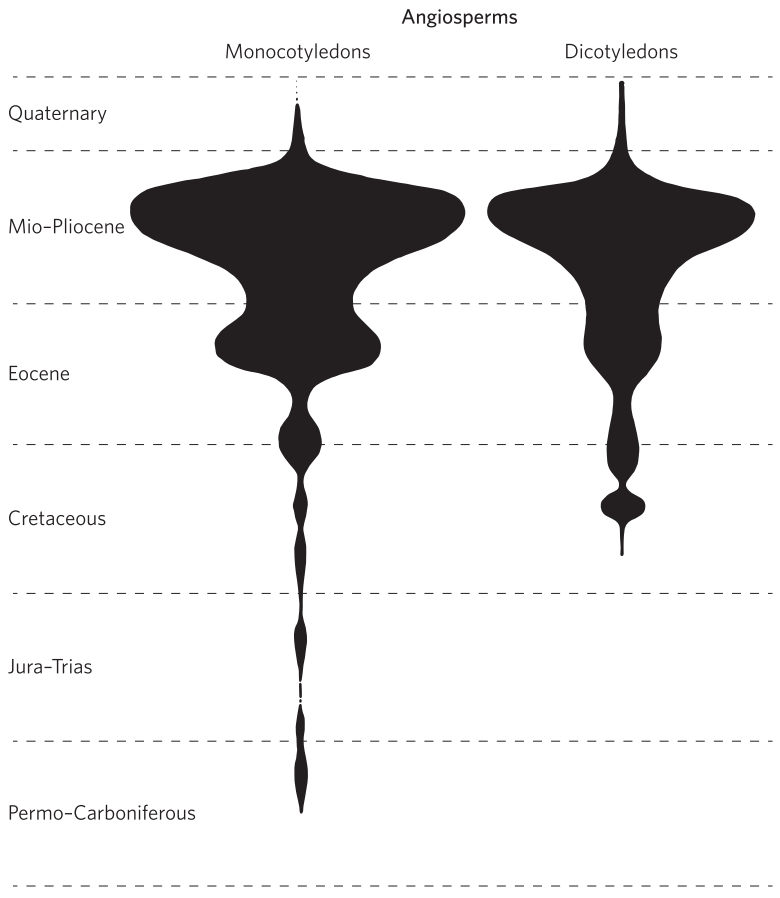 Angiosperms
Monocotyledons Dicotyledons
Quaternary
Mio–Pliocene
Eocene
Cretaceous
Jura–Trias
Permo–Carboniferous